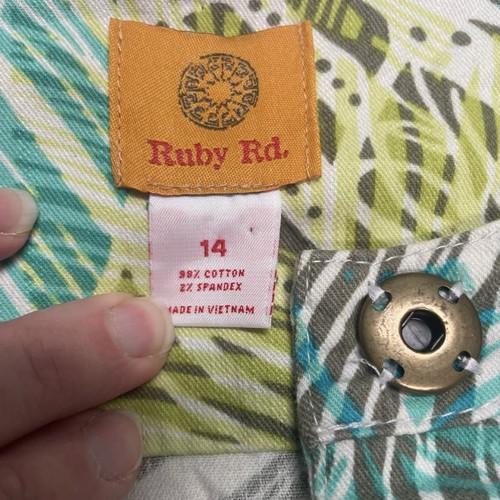 Ruby Rd.
14
98% COTTON
2% SPANDEX
MADE IN VIETNAM